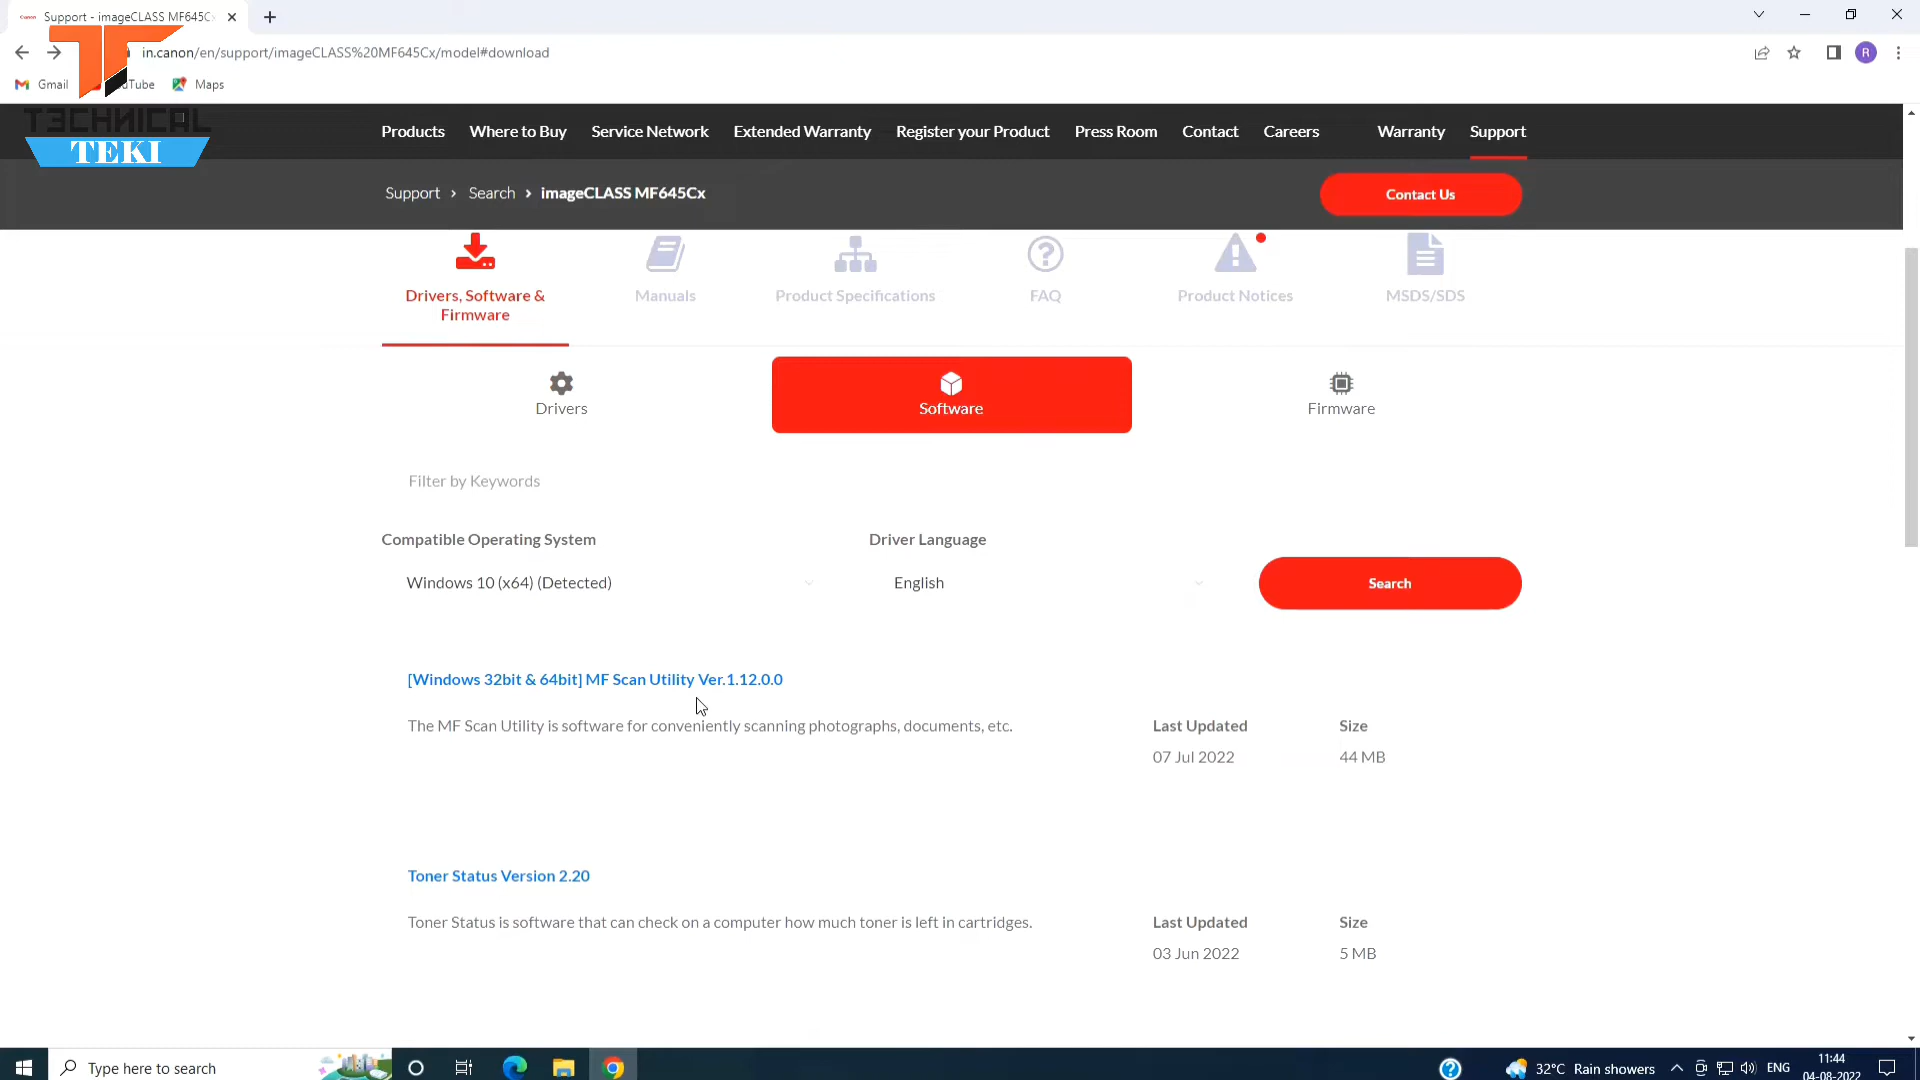 Support - imageCLASS MF645C
in.canon/en/support/imageCLASS%20MF645Cx/model#download
Gmail
Tube
Maps
TECHNICAL
TEKI
Products Where to Buy Service Network Extended Warranty Register your Product Press Room Contact Careers Warranty Support
Support > Search > imageCLASS MF645Cx
Contact Us
Drivers, Software &
Firmware
Manuals
Product Specifications
FAQ
Product Notices
MSDS/SDS
Drivers
Software
Firmware
Filter by Keywords
Compatible Operating System
Driver Language
Windows 10 (x64) (Detected)
English
Search
[Windows 32bit & 64bit] MF Scan Utility Ver.1.12.0.0
The MF Scan Utility is software for conveniently scanning photographs, documents, etc.
Last Updated
Size
07 Jul 2022
44 MB
Toner Status Version 2.20
Toner Status is software that can check on a computer how much toner is left in cartridges.
Last Updated
Size
03 Jun 2022
5 MB
Type here to search
32°C Rain showers
ENG
11:44
04-08-2022
R